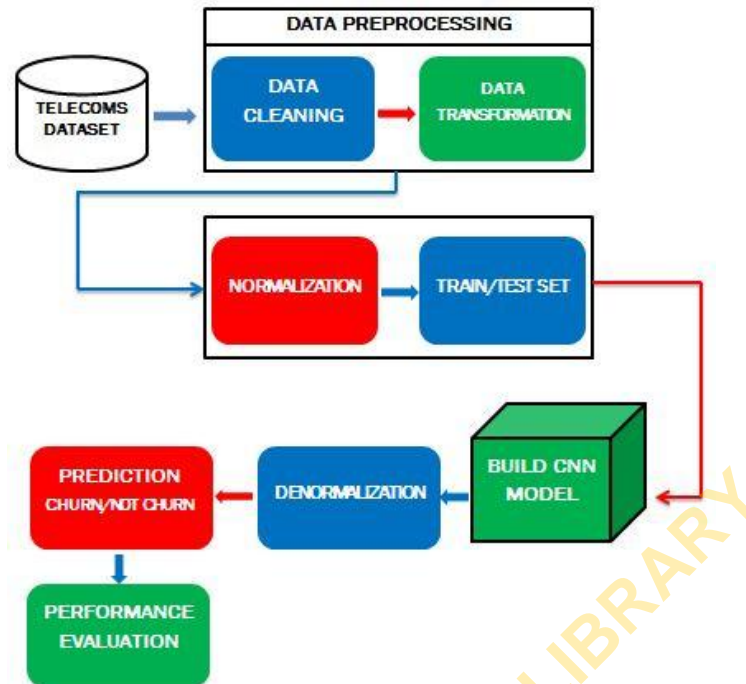 DATA PREPROCESSING
TELECOMS
DATASET
DATA
CLEANING
DATA
TRANSFORMATION
NORMALIZATION
TRAIN/TEST SET
BUILD CNN
MODEL
DENORMALIZATION
PREDICTION
CHURN/NOT CHURN
PERFORMANCE
EVALUATION
LIBRARY